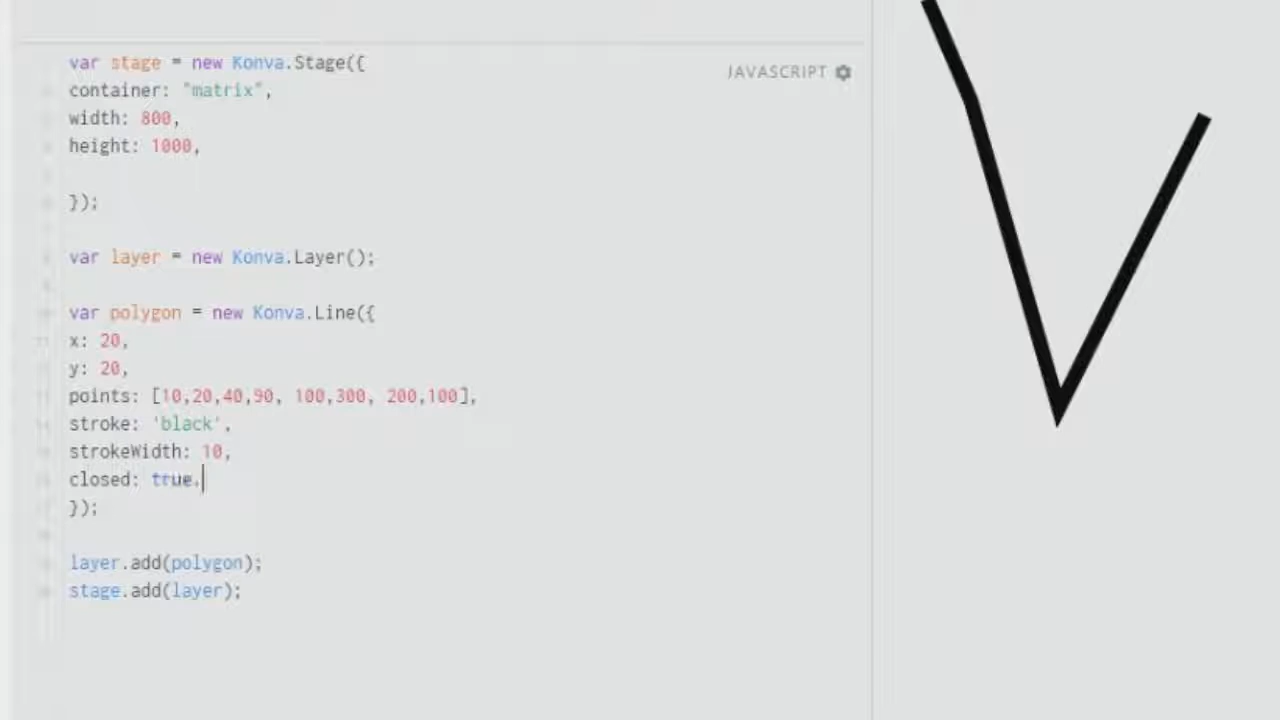 var stage = new Konva.Stage({
JAVASCRIPT
container: "matrix",
width: 800,
height: 1000,
});
var layer = new Konva.Layer();
var polygon = new Konva.Line({
x: 20,
y: 20,
points: [10,20,40,90, 100,300, 200,100],
stroke: 'black',
strokeWidth: 10,
closed: true.
});
layer.add(polygon);
stage.add(layer);